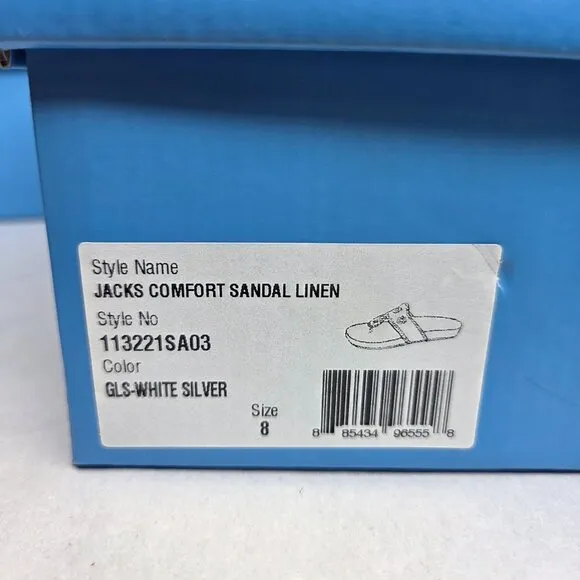 Style Name
JACKS COMFORT SANDAL LINEN
Style No
113221SA03
Color
GLS-WHITE SILVER
Size
8
8 85434 96555 8